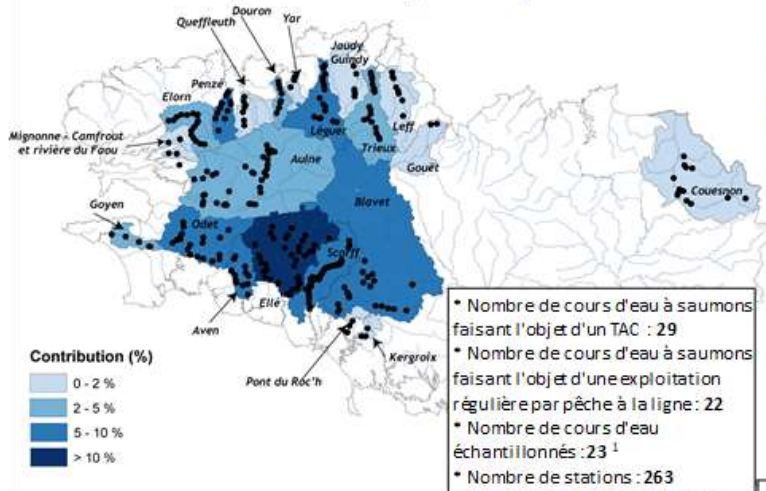 Douron
Queffleuth
Yar
Jaudy
Guindy
Penzé
Elorn
Mignonne - Camfrout
et rivière du Faou
Léguer
Leff
Trieux
Aulne
Gouët
Couesnon
Blavet
Goyen
Odet
Scorff
Ellé
Aven
Kergroix
Pont du Roc'h
Contribution (%)
0 - 2 %
2 - 5 %
5 - 10 %
> 10 %
* Nombre de cours d'eau à saumons
faisant l'objet d'un TAC : 29
* Nombre de cours d'eau à saumons
faisant l'objet d'une exploitation
régulière par pêche à la ligne : 22
* Nombre de cours d'eau
échantillonnés : 23 1
* Nombre de stations : 263